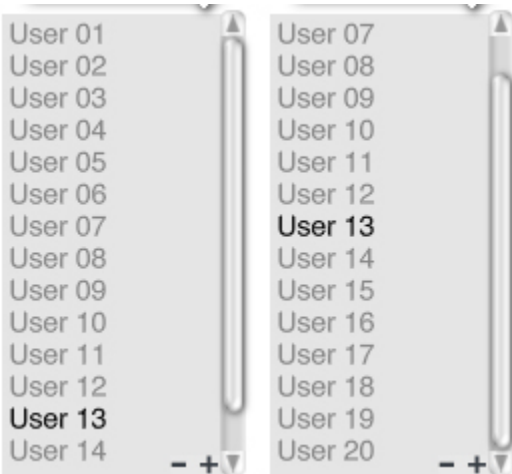 User 01
User 02
User 03
User 04
User 05
User 06
User 07
User 08
User 09
User 10
User 11
User 12
User 13
User 14
- +
User 07
User 08
User 09
User 10
User 11
User 12
User 13
User 14
User 15
User 16
User 17
User 18
User 19
User 20
- +